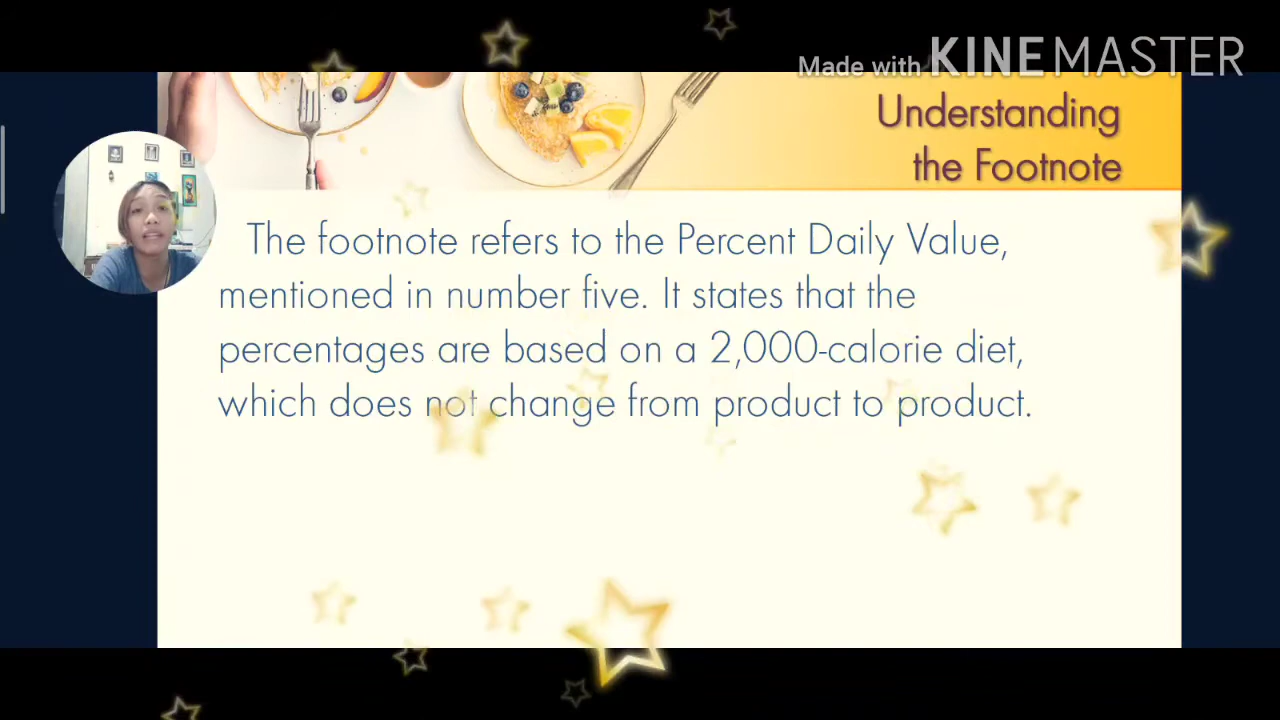 Made with KINEMASTER
Understanding
the Footnote
The footnote refers to the Percent Daily Value,
mentioned in number five. It states that the
percentages are based on a 2,000-calorie diet,
which does not change from product to product.